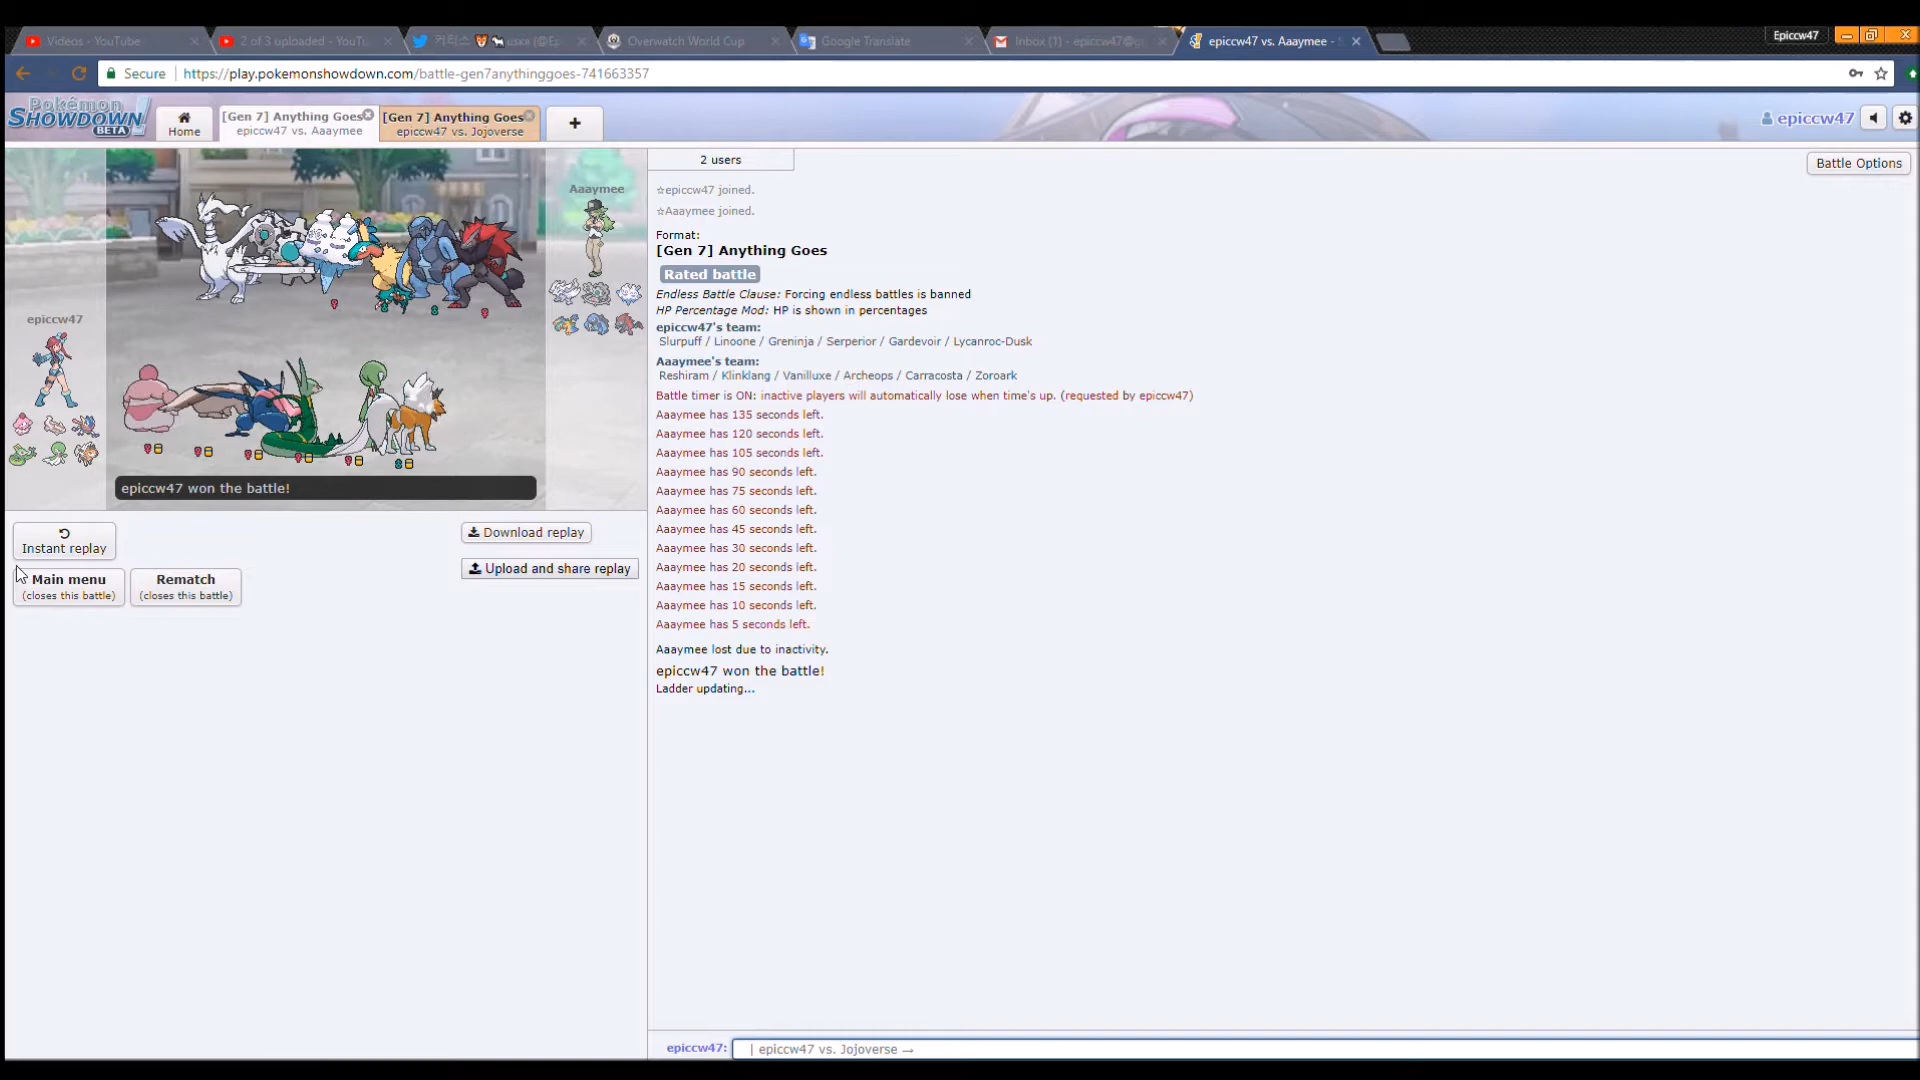 Videos - YouTube
2 of 3 uploaded - YouTu
Overwatch World Cup
Google Translate
Inbox (1) - epiccw47@g
epiccw47 vs. Aaaymee -
Epiccw47
Secure
https://play.pokemonshowdown.com/battle-gen7anythinggoes-741663357
Pokémon
SHOWDOWN!
BETA
Home
[Gen 7] Anything Goes
epiccw47 vs. Aaaymee
[Gen 7] Anything Goes
epiccw47 vs. Jojoverse
+
epiccw47
Aaaymee
epiccw47
epiccw47 won the battle!
Instant replay
Main menu
(closes this battle)
Rematch
(closes this battle)
Download replay
Upload and share replay
2 users
Battle Options
☆epiccw47 joined.
☆Aaaymee joined.
Format:
[Gen 7] Anything Goes
Rated battle
Endless Battle Clause: Forcing endless battles is banned
HP Percentage Mod: HP is shown in percentages
epiccw47's team:
Slurpuff / Linoone / Greninja / Serperior / Gardevoir / Lycanroc-Dusk
Aaaymee's team:
Reshiram / Klinklang / Vanilluxe / Archeops / Carracosta / Zoroark
Battle timer is ON: inactive players will automatically lose when time's up. (requested by epiccw47)
Aaaymee has 135 seconds left.
Aaaymee has 120 seconds left.
Aaaymee has 105 seconds left.
Aaaymee has 90 seconds left.
Aaaymee has 75 seconds left.
Aaaymee has 60 seconds left.
Aaaymee has 45 seconds left.
Aaaymee has 30 seconds left.
Aaaymee has 20 seconds left.
Aaaymee has 15 seconds left.
Aaaymee has 10 seconds left.
Aaaymee has 5 seconds left.
Aaaymee lost due to inactivity.
epiccw47 won the battle!
Ladder updating...
epiccw47: | epiccw47 vs. Jojoverse →